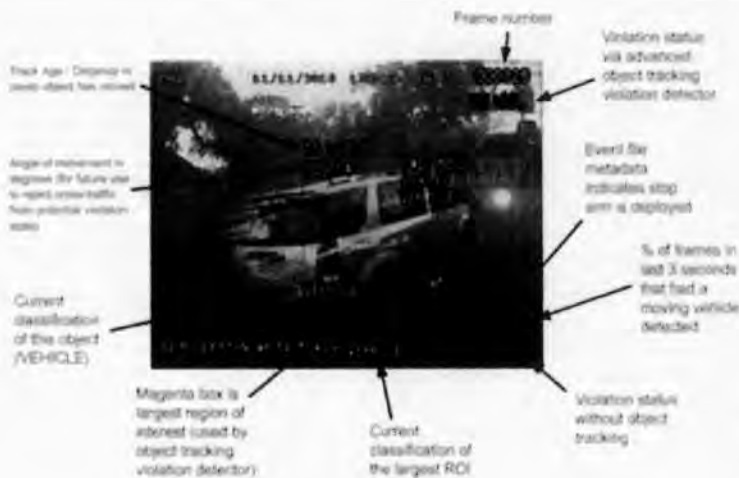 Frame number
Violation status
via advanced
object tracking
violation detector
Track Age / Distance in
pixels object has moved
11/11/2010
Angle of movement in
degrees (for future use
to reject cross traffic
from potential violation
Event file
metadata
indicates stop
arm is deployed
% of frames in
last 3 seconds
that had a
moving vehicle
detected
Current
classification
of this object
(VEHICLE)
Magenta box is
largest region of
interest (used by
object tracking
violation detector)
Current
classification of
the largest ROI
Violation status
without object
tracking